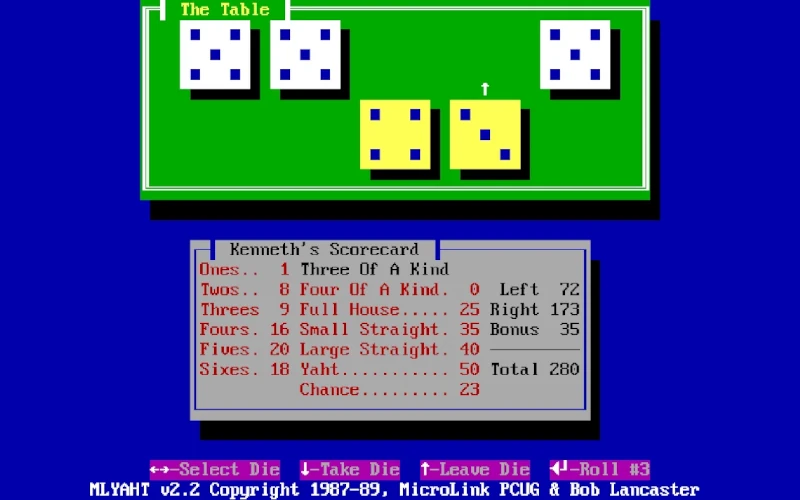 The Table
↑
Kenneth's Scorecard
Ones.. 1 Three Of A Kind
Twos.. 8 Four Of A Kind. 0 Left 72
Threes 9 Full House..... 25 Right 173
Fours. 16 Small Straight. 35 Bonus 35
Fives. 20 Large Straight. 40
Sixes. 18 Yaht........... 50 Total 280
Chance......... 23
↔-Select Die ↓-Take Die ↑-Leave Die ↵-Roll #3
MLYAHT v2.2 Copyright 1987-89, MicroLink PCUG & Bob Lancaster